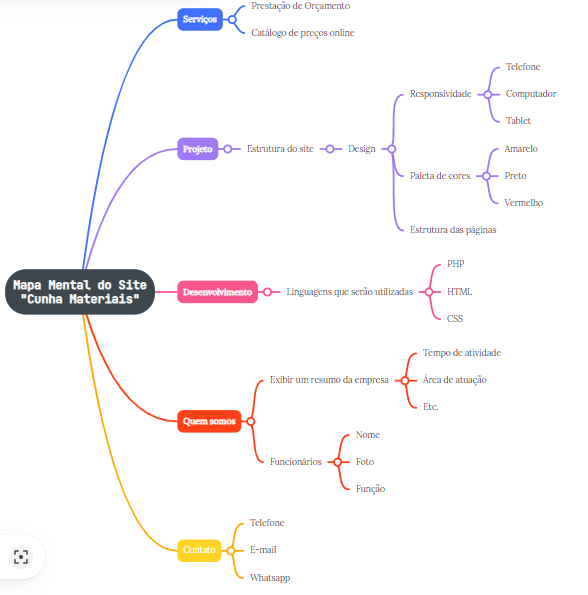 Serviços
Prestação de Orçamento
Catálogo de preços online
Projeto
Estrutura do site
Design
Responsividade
Telefone
Computador
Tablet
Paleta de cores
Amarelo
Preto
Vermelho
Estrutura das páginas
Mapa Mental do Site
"Cunha Materiais"
Desenvolvimento
Linguagens que serão utilizadas
PHP
HTML
CSS
Quem somos
Exibir um resumo da empresa
Tempo de atividade
Área de atuação
Etc.
Funcionários
Nome
Foto
Função
Contato
Telefone
E-mail
Whatsapp